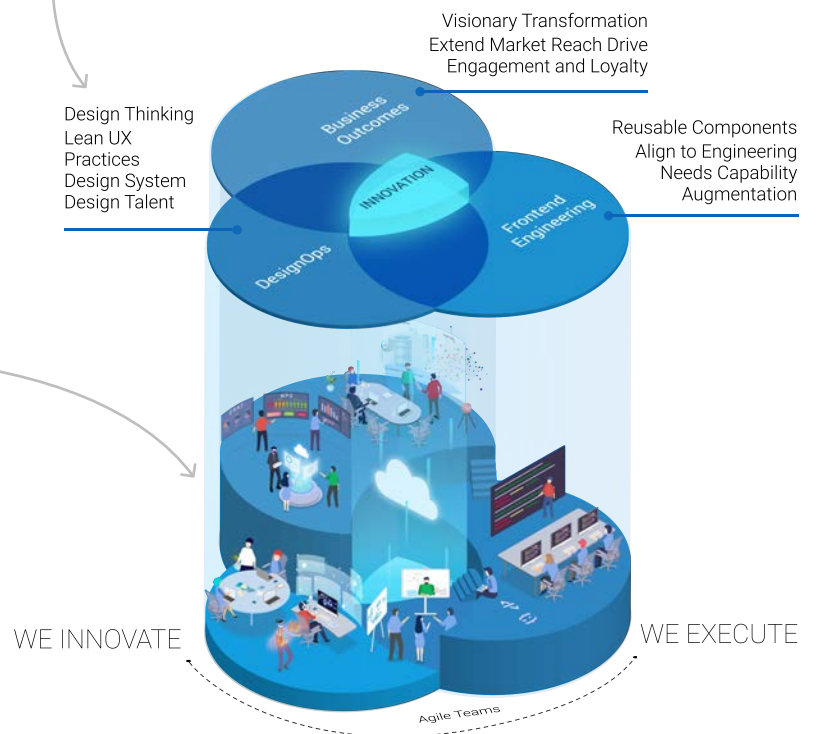 Visionary Transformation
Extend Market Reach Drive
Engagement and Loyalty
Design Thinking
Lean UX
Practices
Design System
Design Talent
Reusable Components
Align to Engineering
Needs Capability
Augmentation
Business
Outcomes
INNOVATION
Frontend
Engineering
DesignOps
WE INNOVATE
WE EXECUTE
Agile Teams